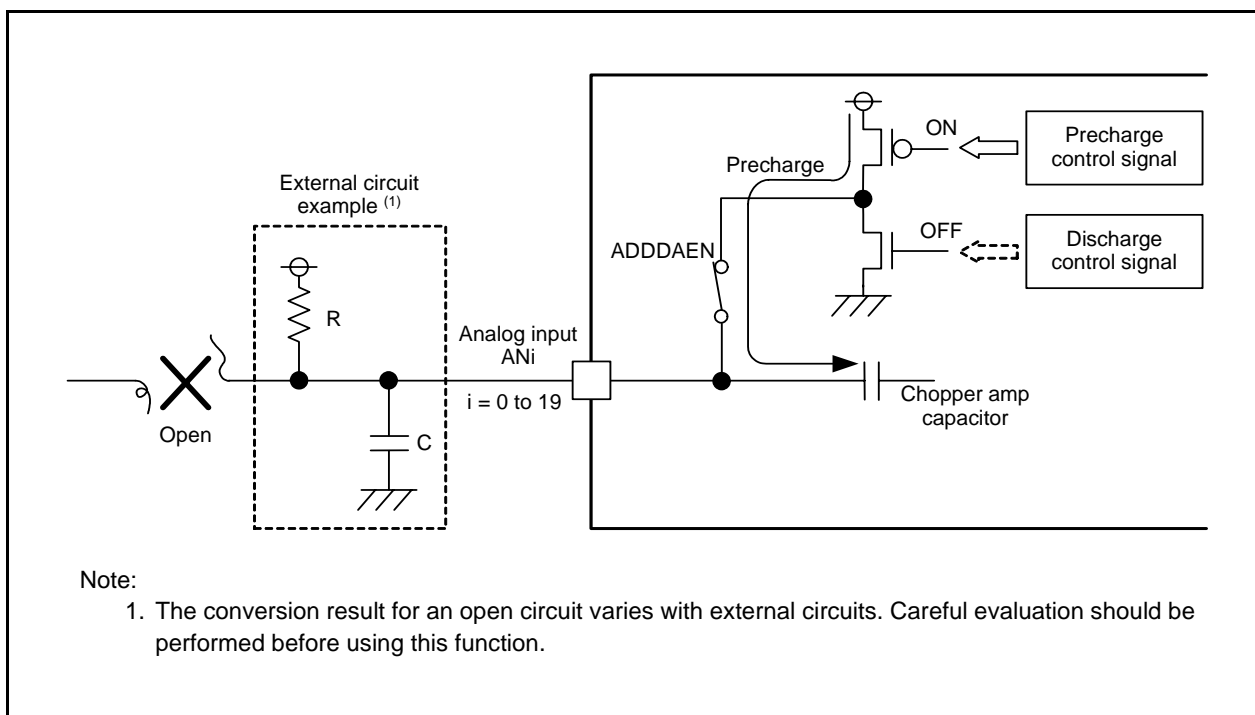 ON
Precharge
control signal
Precharge
External circuit
example (1)
OFF
Discharge
control signal
ADDDAEN
R
Analog input
ANi
i = 0 to 19
Chopper amp
capacitor
Open
C
Note:
1. The conversion result for an open circuit varies with external circuits. Careful evaluation should be
performed before using this function.